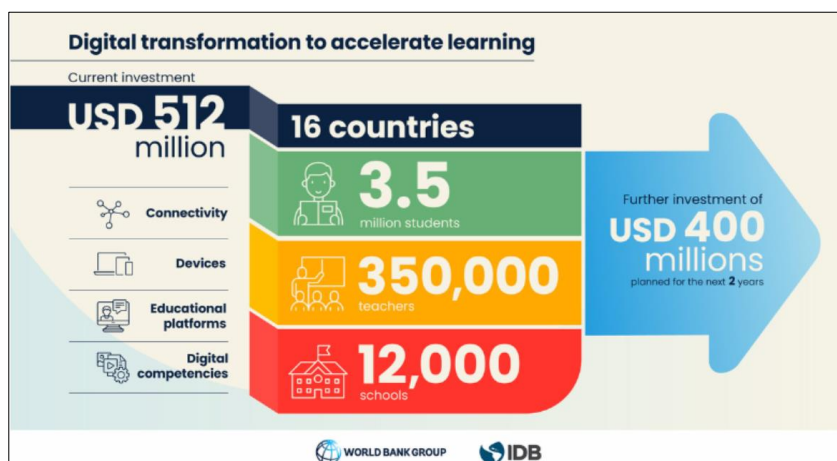 Digital transformation to accelerate learning
Current investment
USD 512
million
Connectivity
Devices
Educational
platforms
Digital
competencies
16 countries
3.5
million students
350,000
teachers
12,000
schools
Further investment of
USD 400
millions
planned for the next 2 years
WORLD BANK GROUP
IDB